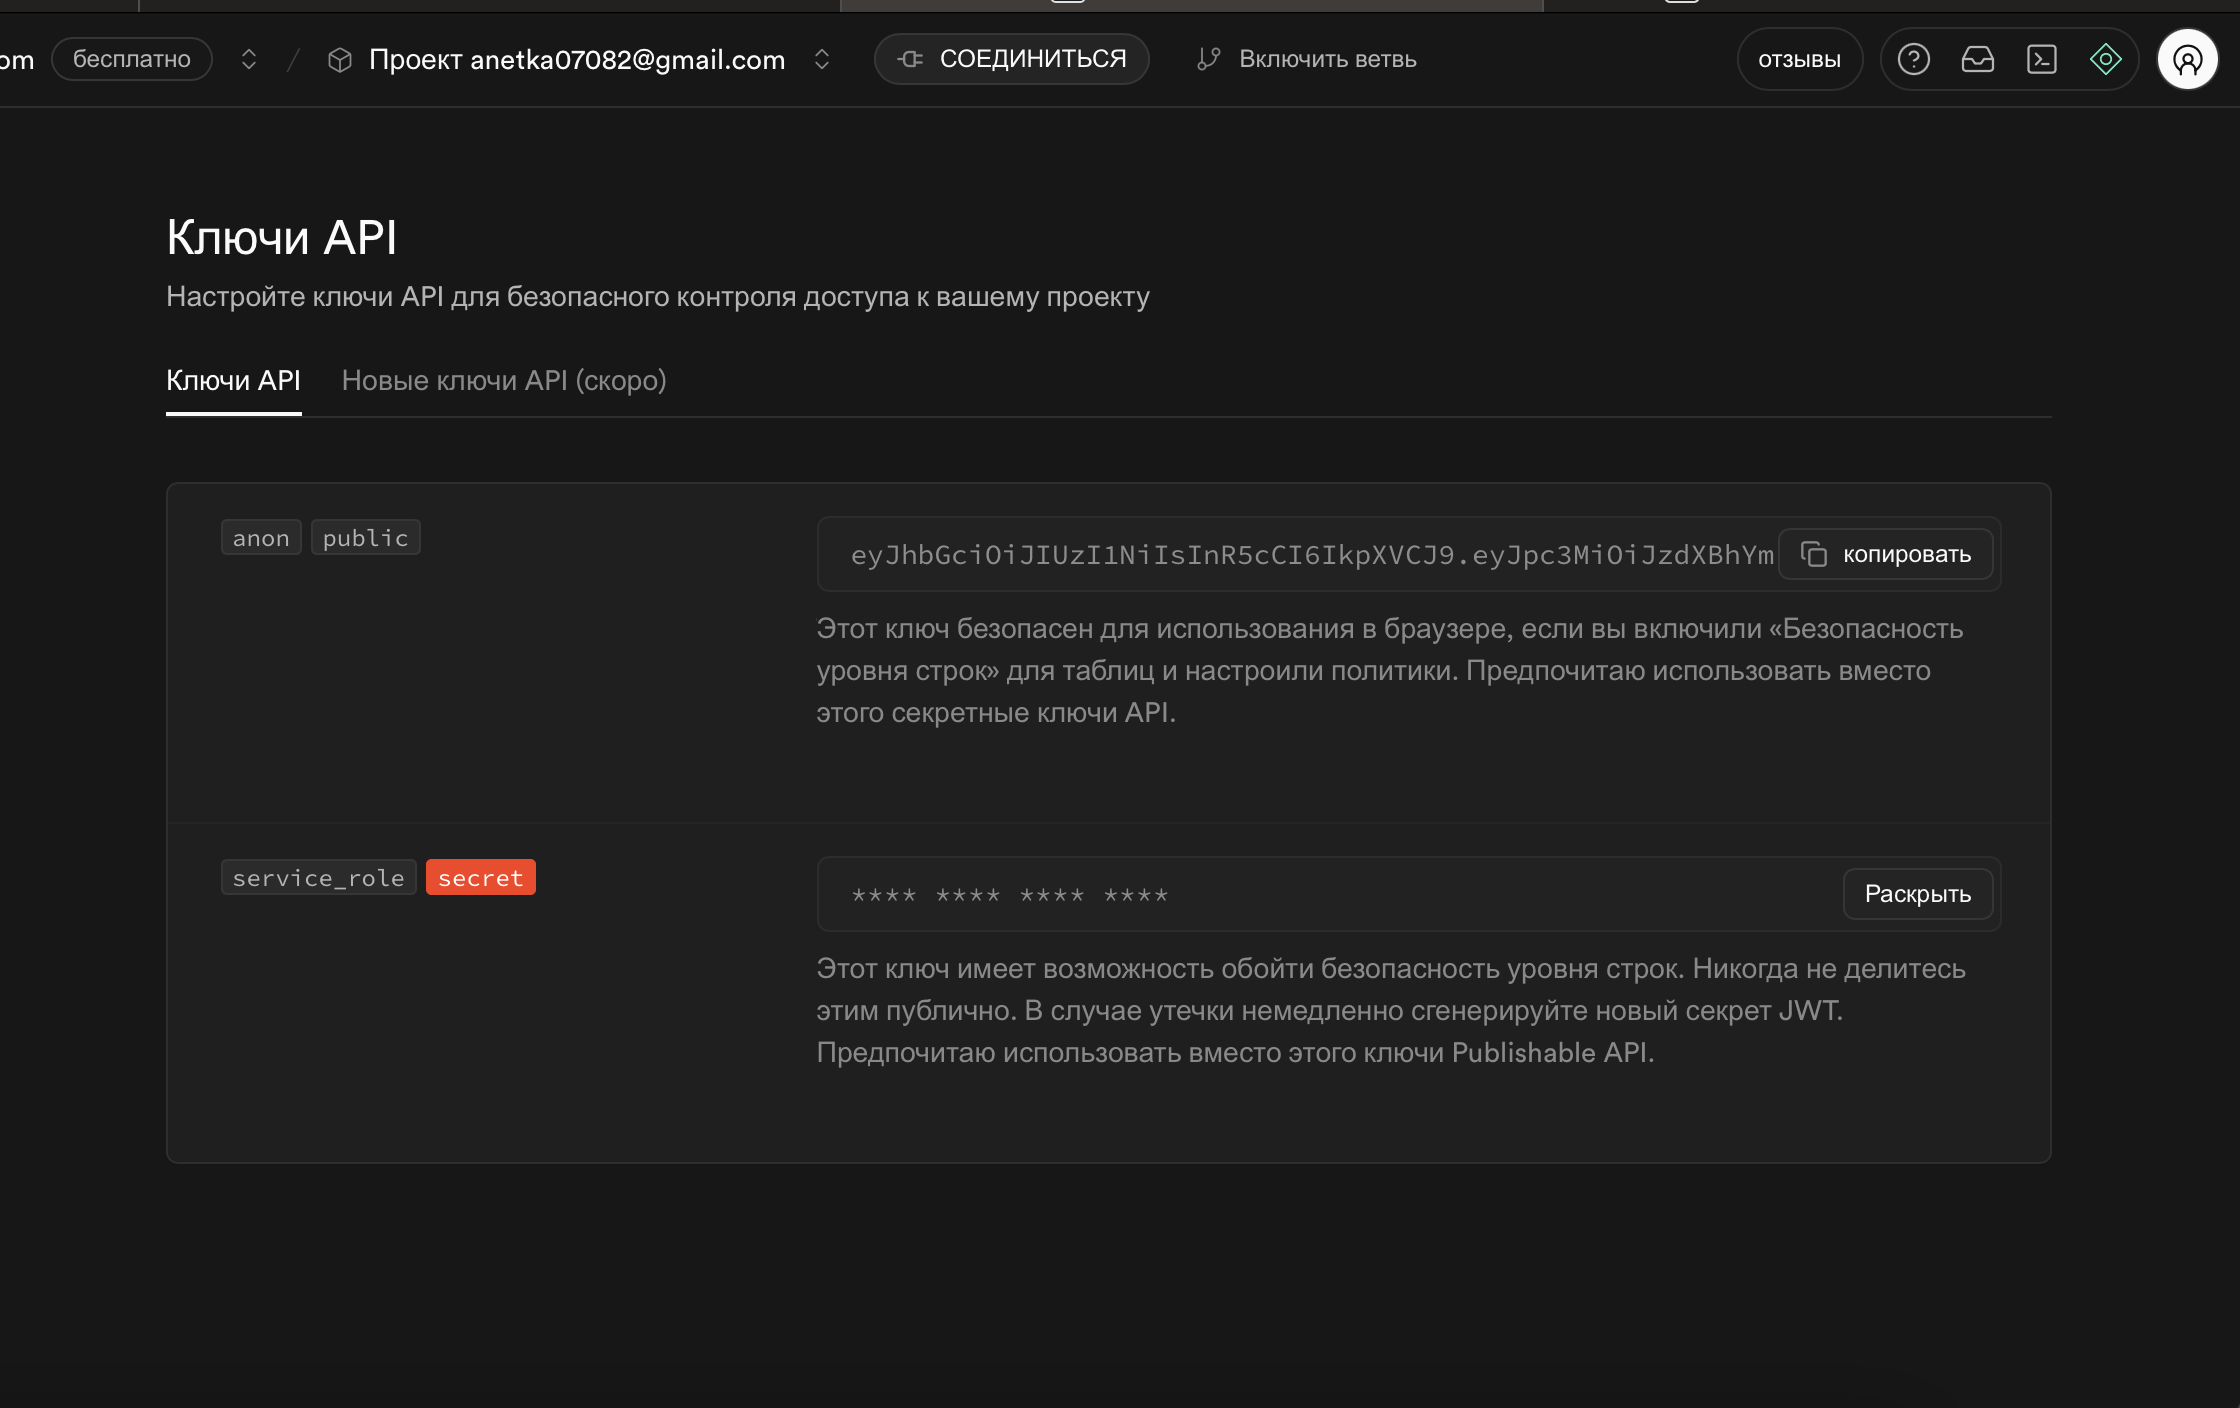 om бесплатно / Проект anetka07082@gmail.com СОЕДИНИТЬСЯ Включить ветвь отзывы
Ключи API
Настройте ключи API для безопасного контроля доступа к вашему проекту
Ключи API Новые ключи API (скоро)
anon public eyJhbGciOiJIUzI1NiIsInR5cCI6IkpXVCJ9.eyJpc3MiOiJzdXBhYm копировать
Этот ключ безопасен для использования в браузере, если вы включили «Безопасность
уровня строк» для таблиц и настроили политики. Предпочитаю использовать вместо
этого секретные ключи API.
service_role secret **** **** **** **** Раскрыть
Этот ключ имеет возможность обойти безопасность уровня строк. Никогда не делитесь
этим публично. В случае утечки немедленно сгенерируйте новый секрет JWT.
Предпочитаю использовать вместо этого ключи Publishable API.